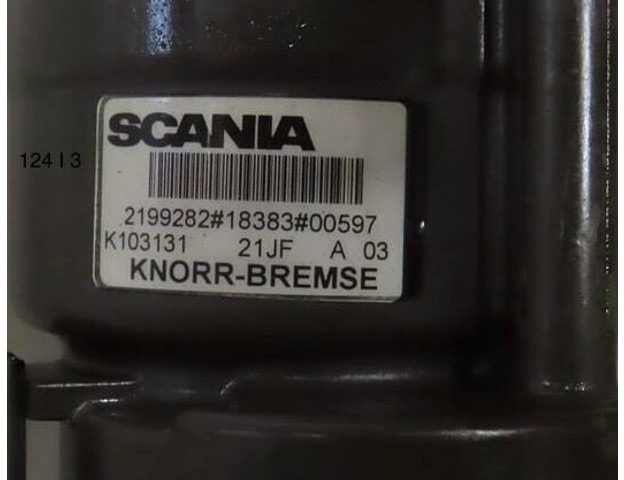 SCANIA
124 I 3
2199282#18383#00597
K103131 21JF A 03
KNORR-BREMSE